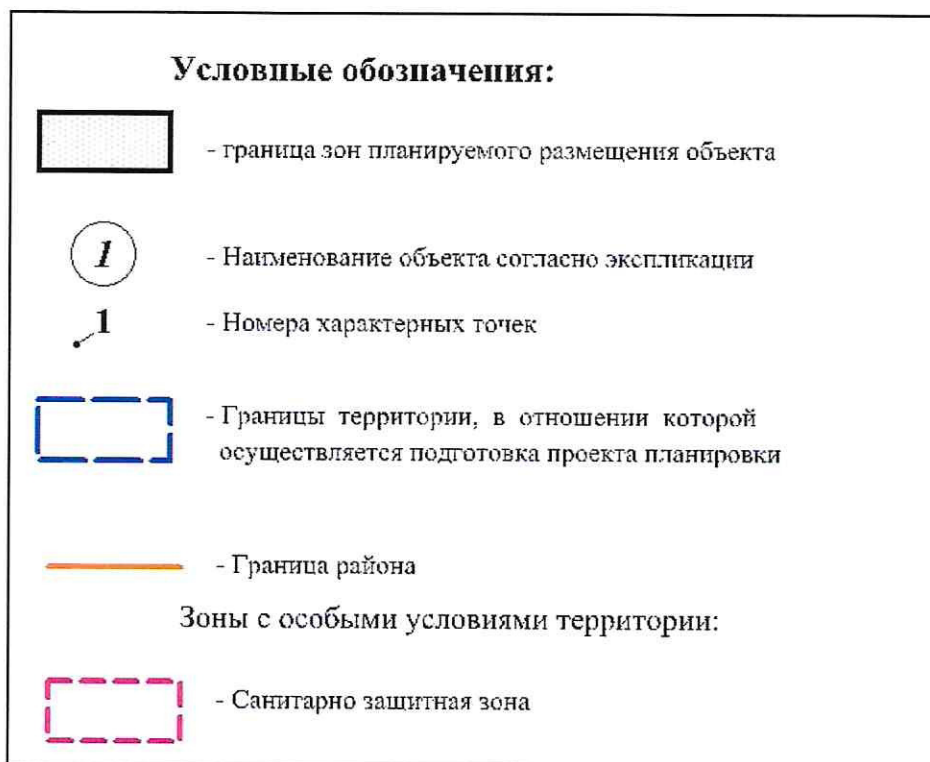 Условные обозначения:
- граница зон планируемого размещения объекта
1 - Наименование объекта согласно экспликации
1 - Номера характерных точек
- Границы территории, в отношении которой
осуществляется подготовка проекта планировки
- Граница района
Зоны с особыми условиями территории:
- Санитарно защитная зона